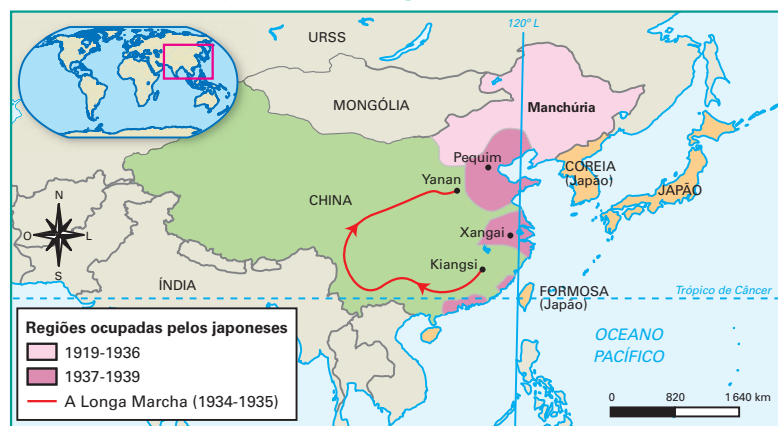 120º L
URSS
MONGÓLIA
Manchúria
Pequim
COREIA
(Japão)
Yanan
JAPÃO
CHINA
N
O
L
S
Xangai
Kiangsi
ÍNDIA
FORMOSA
(Japão)
Trópico de Câncer
Regiões ocupadas pelos japoneses
1919-1936
1937-1939
A Longa Marcha (1934-1935)
OCEANO
PACÍFICO
0 820 1 640 km